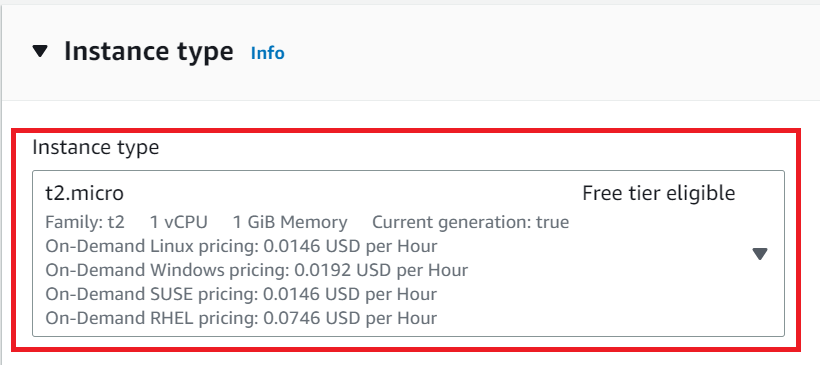 Instance type Info
Instance type
t2.micro Free tier eligible
Family: t2 1 vCPU 1 GiB Memory Current generation: true
On-Demand Linux pricing: 0.0146 USD per Hour
On-Demand Windows pricing: 0.0192 USD per Hour
On-Demand SUSE pricing: 0.0146 USD per Hour
On-Demand RHEL pricing: 0.0746 USD per Hour